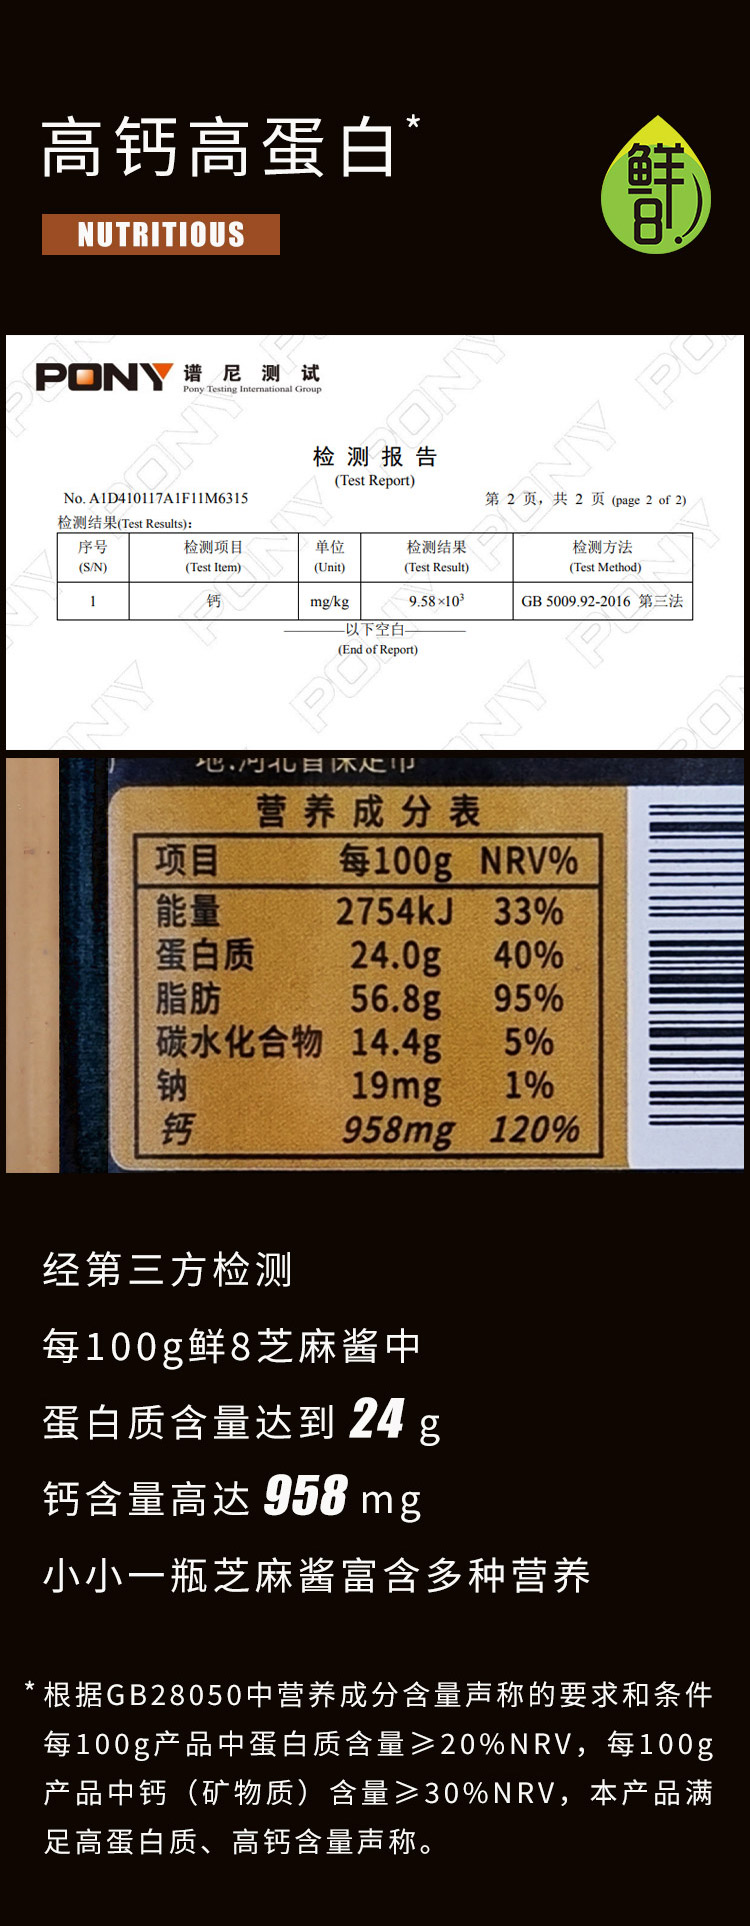 高钙高蛋白*
NUTRITIOUS
鲜
8
PONY 谱尼测试
Pony Testing International Group
检测报告
(Test Report)
No. A1D410117A1F11M6315
第 2 页，共 2 页 (page 2 of 2)
检测结果(Test Results):
序号 检测项目 单位 检测结果 检测方法
(S/N) (Test Item) (Unit) (Test Result) (Test Method)
1 钙 mg/kg 9.58×10³ GB 5009.92-2016 第三法
以下空白
(End of Report)
地:河北省保定市
营养成分表
项目 每100g NRV%
能量 2754kJ 33%
蛋白质 24.0g 40%
脂肪 56.8g 95%
碳水化合物 14.4g 5%
钠 19mg 1%
钙 958mg 120%
经第三方检测
每100g鲜8芝麻酱中
蛋白质含量达到 24 g
钙含量高达 958 mg
小小一瓶芝麻酱富含多种营养
*根据GB28050中营养成分含量声称的要求和条件
每100g产品中蛋白质含量≥20%NRV，每100g
产品中钙（矿物质）含量≥30%NRV，本产品满
足高蛋白质、高钙含量声称。